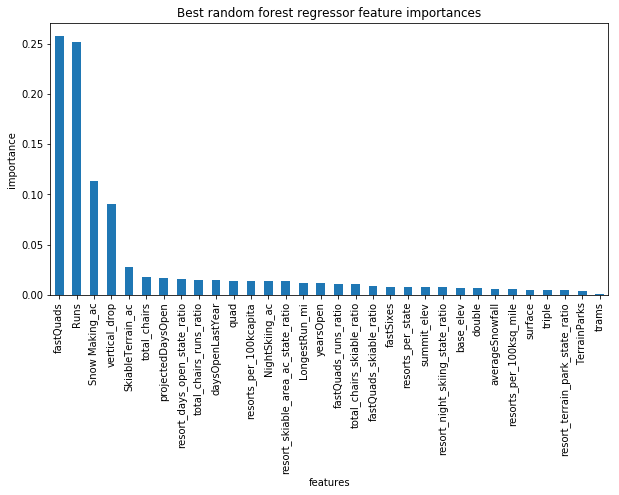 Best random forest regressor feature importances
importance
0.25
0.20
0.15
0.10
0.05
0.00
fastQuads
Runs
Snow Making_ac
vertical_drop
SkiableTerrain_ac
total_chairs
projectedDaysOpen
resort_days_open_state_ratio
total_chairs_runs_ratio
daysOpenLastYear
quad
resorts_per_100kcapita
NightSkiing_ac
resort_skiable_area_ac_state_ratio
LongestRun_mi
yearsOpen
fastQuads_runs_ratio
total_chairs_skiable_ratio
fastQuads_skiable_ratio
fastSixes
resorts_per_state
summit_elev
resort_night_skiing_state_ratio
base_elev
double
averageSnowfall
resorts_per_100ksq_mile
surface
triple
resort_terrain_park_state_ratio
TerrainParks
trams
features